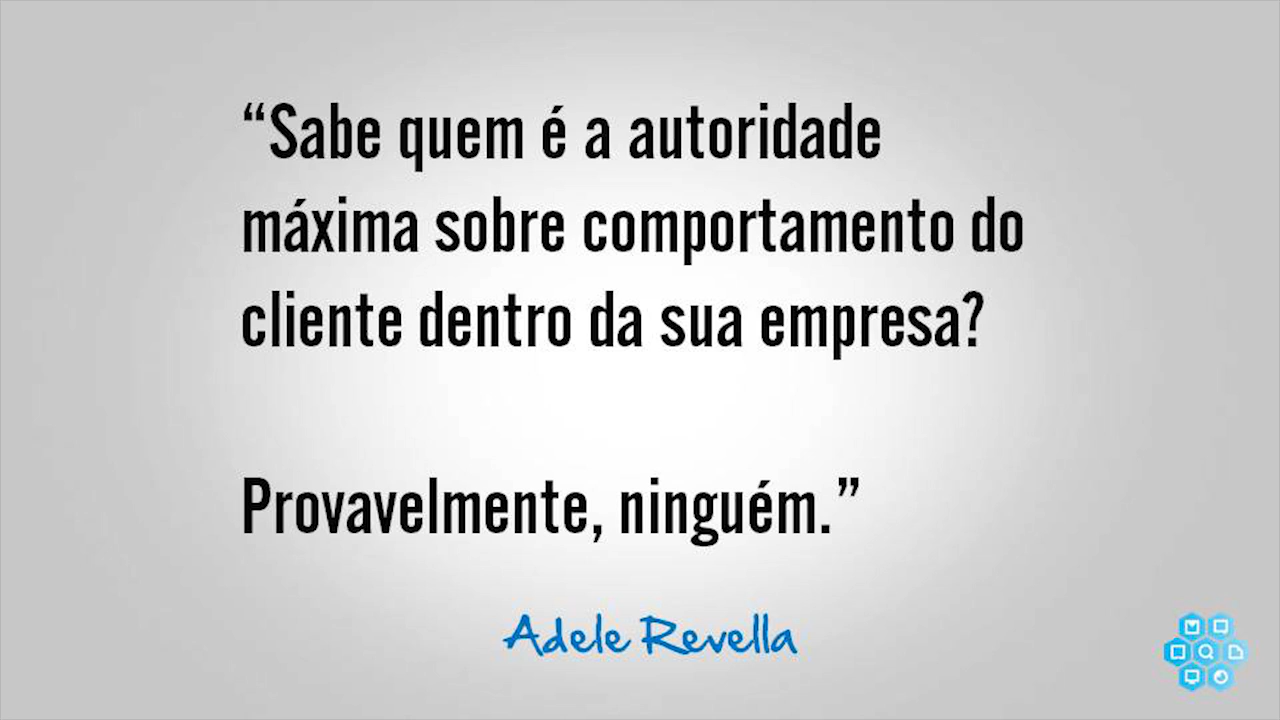 “Sabe quem é a autoridade
máxima sobre comportamento do
cliente dentro da sua empresa?
Provavelmente, ninguém.”
Adele Revella